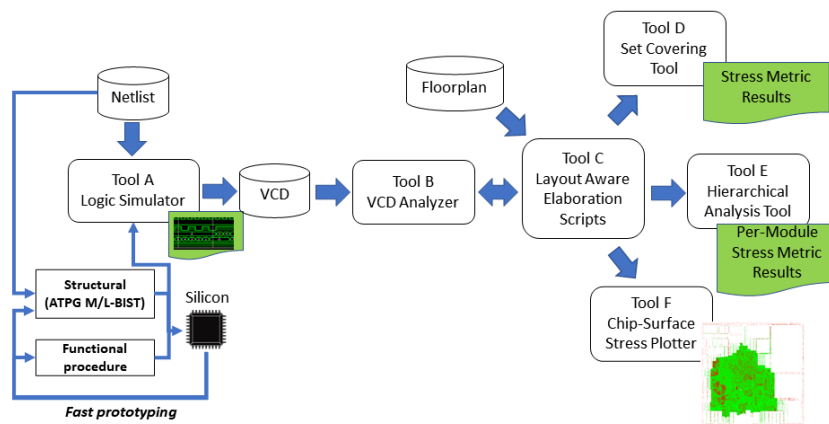 Tool D
Set Covering
Tool
Stress Metric
Results
Netlist
Floorplan
Tool A
Logic Simulator
VCD
Tool B
VCD Analyzer
Tool C
Layout Aware
Elaboration
Scripts
Tool E
Hierarchical
Analysis Tool
Per-Module
Stress Metric
Results
Structural
(ATPG M/L-BIST)
Silicon
Functional
procedure
Fast prototyping
Tool F
Chip-Surface
Stress Plotter